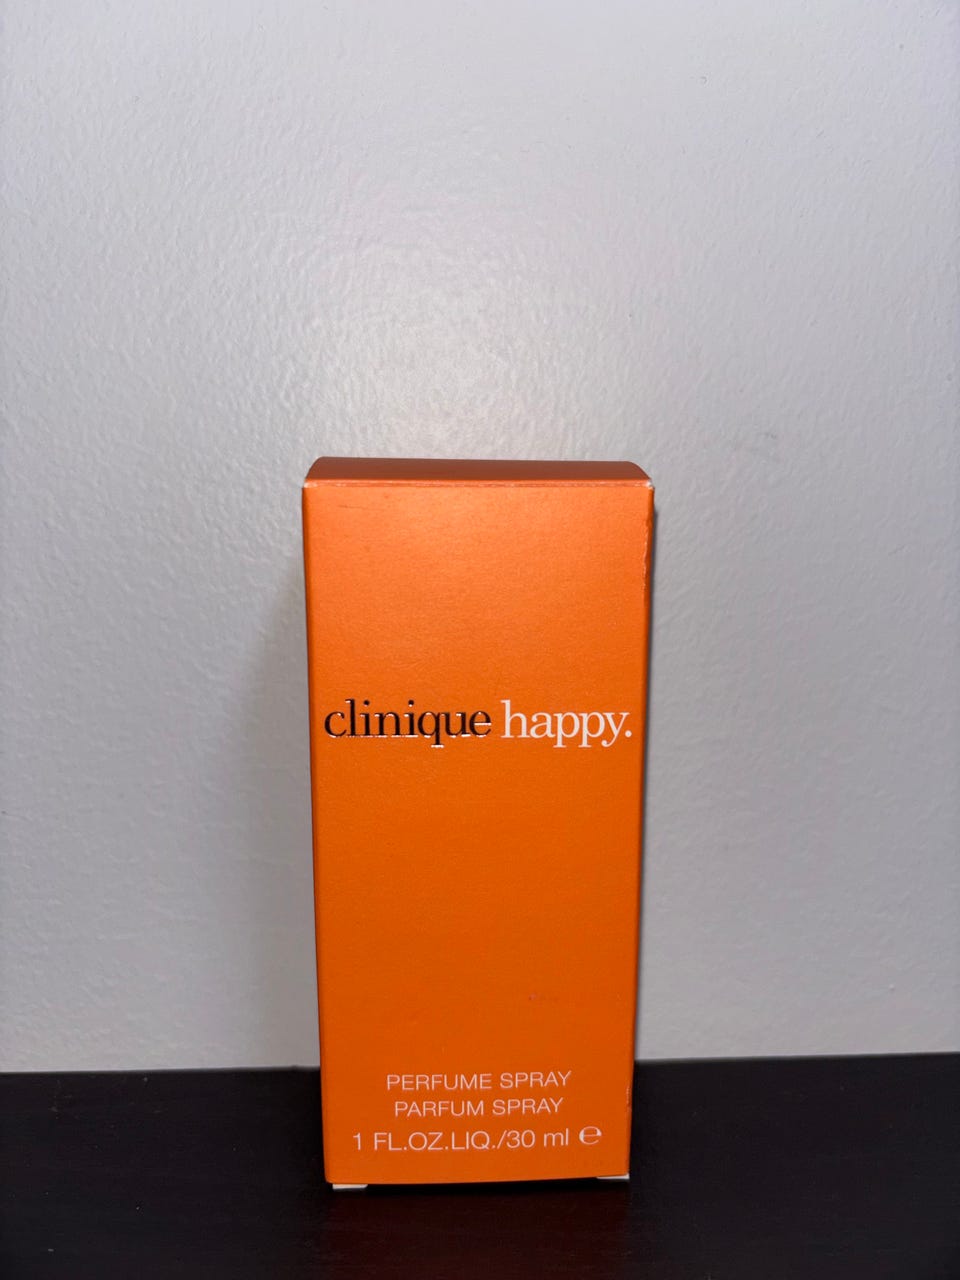 clinique happy.
PERFUME SPRAY
PARFUM SPRAY
1 FL.OZ.LIQ./30 ml ℮